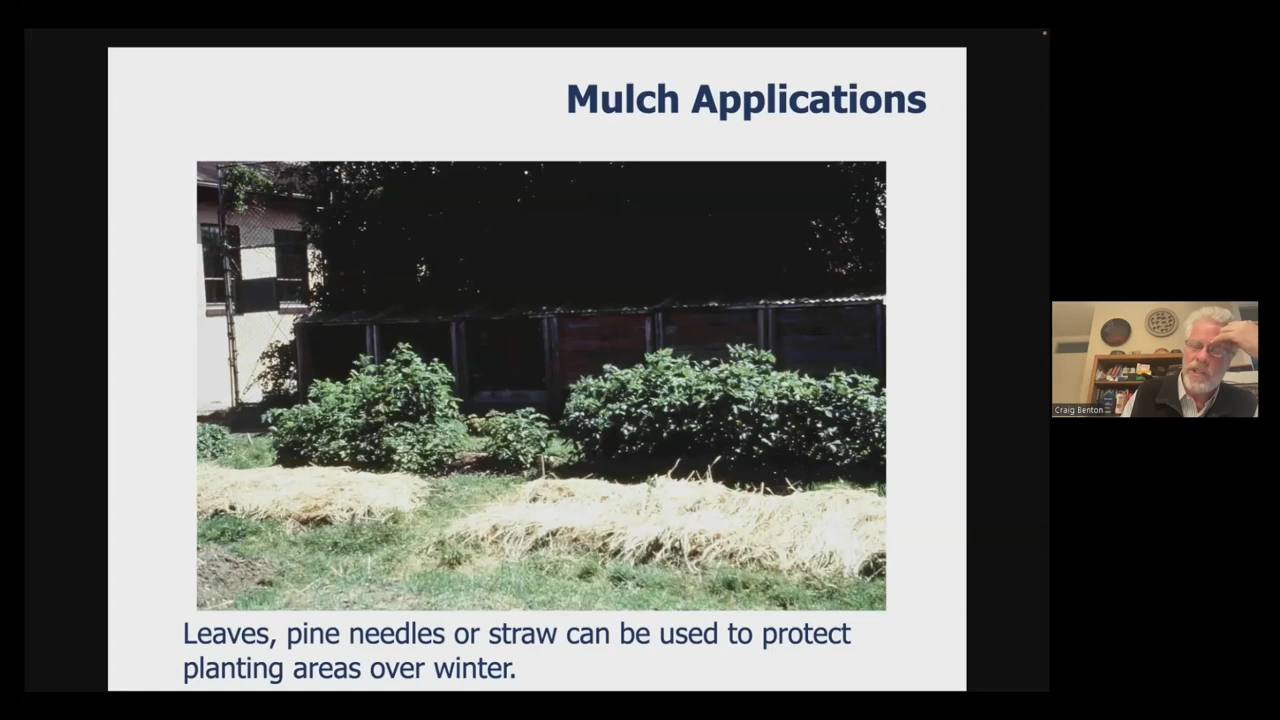 Mulch Applications
Leaves, pine needles or straw can be used to protect
planting areas over winter.
Craig Benton